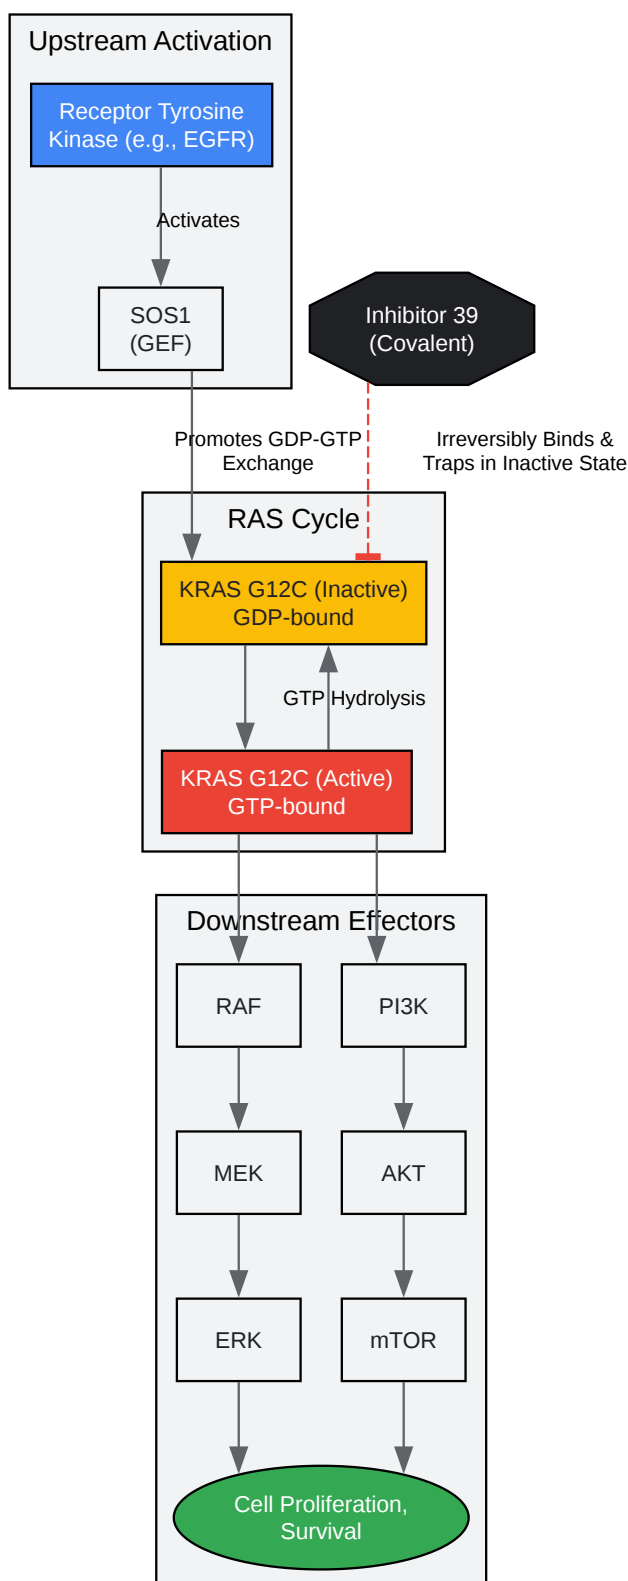 Upstream Activation
Receptor Tyrosine
Kinase (e.g., EGFR)
Activates
SOS1
(GEF)
Inhibitor 39
(Covalent)
Promotes GDP-GTP
Exchange
Irreversibly Binds &
Traps in Inactive State
RAS Cycle
KRAS G12C (Inactive)
GDP-bound
GTP Hydrolysis
KRAS G12C (Active)
GTP-bound
Downstream Effectors
RAF
PI3K
MEK
AKT
ERK
mTOR
Cell Proliferation,
Survival